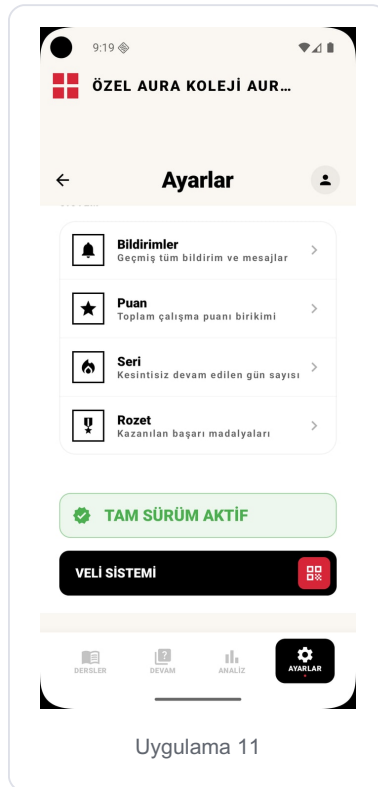 9:19
ÖZEL AURA KOLEJİ AUR...
Ayarlar
Bildirimler
Geçmiş tüm bildirim ve mesajlar
Puan
Toplam çalışma puanı birikimi
Seri
Kesintisiz devam edilen gün sayısı
Rozet
Kazanılan başarı madalyaları
TAM SÜRÜM AKTİF
VELİ SİSTEMİ
DERSLER
DEVAM
ANALİZ
AYARLAR
Uygulama 11